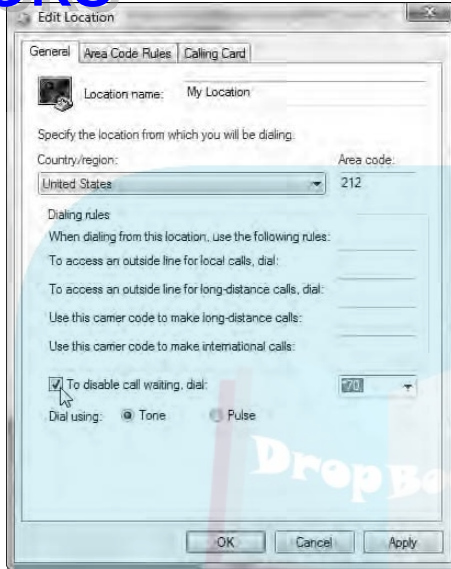 Edit Location
General Area Code Rules Calling Card
Location name: My Location
Specify the location from which you will be dialing.
Country/region: Area code:
United States 212
Dialing rules
When dialing from this location, use the following rules:
To access an outside line for local calls, dial:
To access an outside line for long-distance calls, dial:
Use this carrier code to make long-distance calls:
Use this carrier code to make international calls:
To disable call waiting, dial: *70,
Dial using: Tone Pulse
OK Cancel Apply